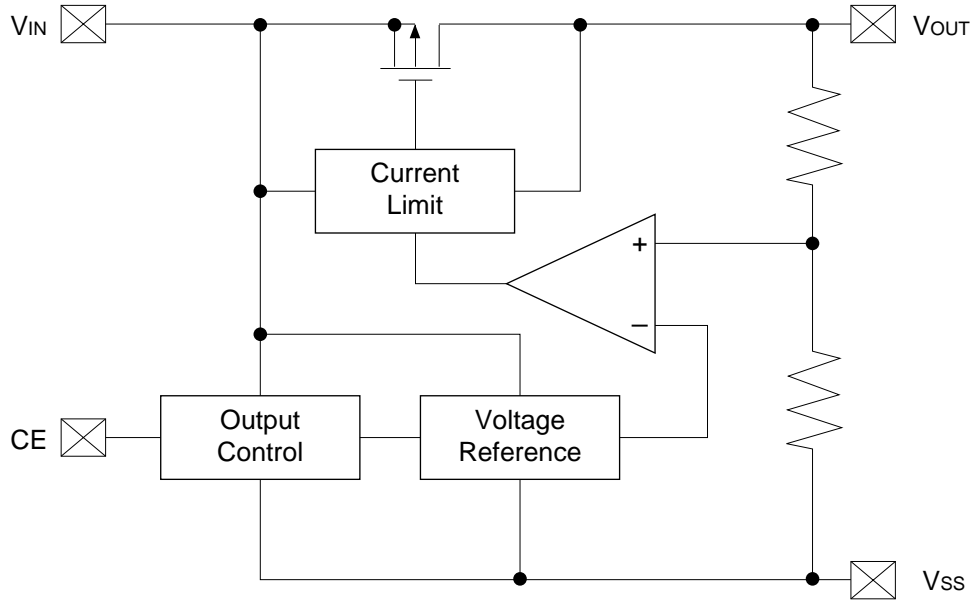 VIN
VOUT
Current
Limit
+
−
CE
Output
Control
Voltage
Reference
VSS